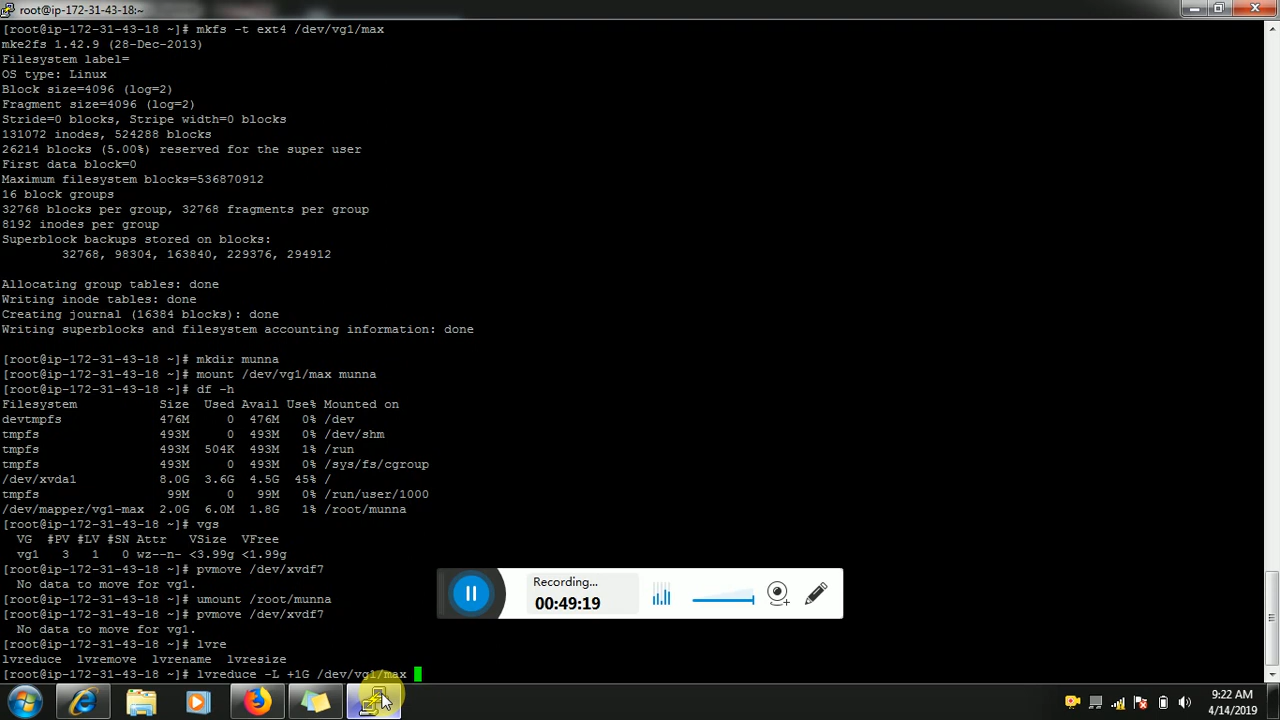 root@ip-172-31-43-18:~
[root@ip-172-31-43-18 ~]# mkfs -t ext4 /dev/vg1/max
mke2fs 1.42.9 (28-Dec-2013)
Filesystem label=
OS type: Linux
Block size=4096 (log=2)
Fragment size=4096 (log=2)
Stride=0 blocks, Stripe width=0 blocks
131072 inodes, 524288 blocks
26214 blocks (5.00%) reserved for the super user
First data block=0
Maximum filesystem blocks=536870912
16 block groups
32768 blocks per group, 32768 fragments per group
8192 inodes per group
Superblock backups stored on blocks:
        32768, 98304, 163840, 229376, 294912
Allocating group tables: done
Writing inode tables: done
Creating journal (16384 blocks): done
Writing superblocks and filesystem accounting information: done
[root@ip-172-31-43-18 ~]# mkdir munna
[root@ip-172-31-43-18 ~]# mount /dev/vg1/max munna
[root@ip-172-31-43-18 ~]# df -h
Filesystem           Size  Used Avail Use% Mounted on
devtmpfs             476M     0  476M   0% /dev
tmpfs                493M     0  493M   0% /dev/shm
tmpfs                493M  504K  493M   1% /run
tmpfs                493M     0  493M   0% /sys/fs/cgroup
/dev/xvda1           8.0G  3.6G  4.5G  45% /
tmpfs                 99M     0   99M   0% /run/user/1000
/dev/mapper/vg1-max  2.0G  6.0M  1.8G   1% /root/munna
[root@ip-172-31-43-18 ~]# vgs
  VG  #PV #LV #SN Attr   VSize  VFree
  vg1   3   1   0 wz--n- <3.99g <1.99g
[root@ip-172-31-43-18 ~]# pvmove /dev/xvdf7
  No data to move for vg1.
[root@ip-172-31-43-18 ~]# umount /root/munna
[root@ip-172-31-43-18 ~]# pvmove /dev/xvdf7
  No data to move for vg1.
[root@ip-172-31-43-18 ~]# lvre
lvreduce  lvremove  lvrename  lvresize
[root@ip-172-31-43-18 ~]# lvreduce -L +1G /dev/vg1/max
Recording...
00:49:19
9:22 AM
4/14/2019